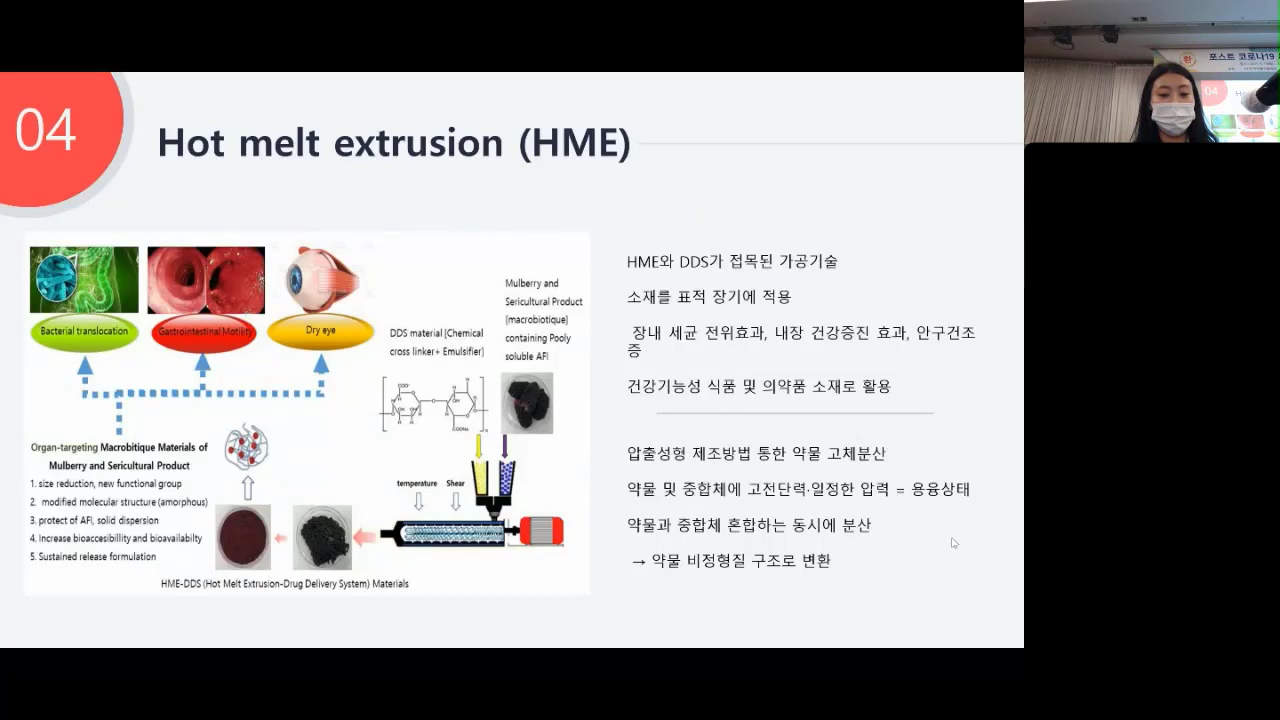 04
Hot melt extrusion (HME)
Bacterial translocation
Gastrointestinal Motility
Dry eye
DDS material [Chemical
cross linker+ Emulsifier]
Mulberry and
Sericultural Product
[macrobiotique]
containing Pooly
soluble AFI
Organ-targeting Macrobitique Materials of
Mulberry and Sericultural Product
1. size reduction, new functional group
2. modified molecular structure (amorphous)
3. protect of AFI, solid dispersion
4. Increase bioaccesibillity and bioavailabilty
5. Sustained release formulation
temperature
Shear
HME-DDS (Hot Melt Extrusion-Drug Delivery System) Materials
HME와 DDS가 접목된 가공기술
소재를 표적 장기에 적용
장내 세균 전위효과, 내장 건강증진 효과, 안구건조
증
건강기능성 식품 및 의약품 소재로 활용
압출성형 제조방법 통한 약물 고체분산
약물 및 중합체에 고전단력·일정한 압력 = 용융상태
약물과 중합체 혼합하는 동시에 분산
→ 약물 비정형질 구조로 변환
환
포스트 코로나19
04